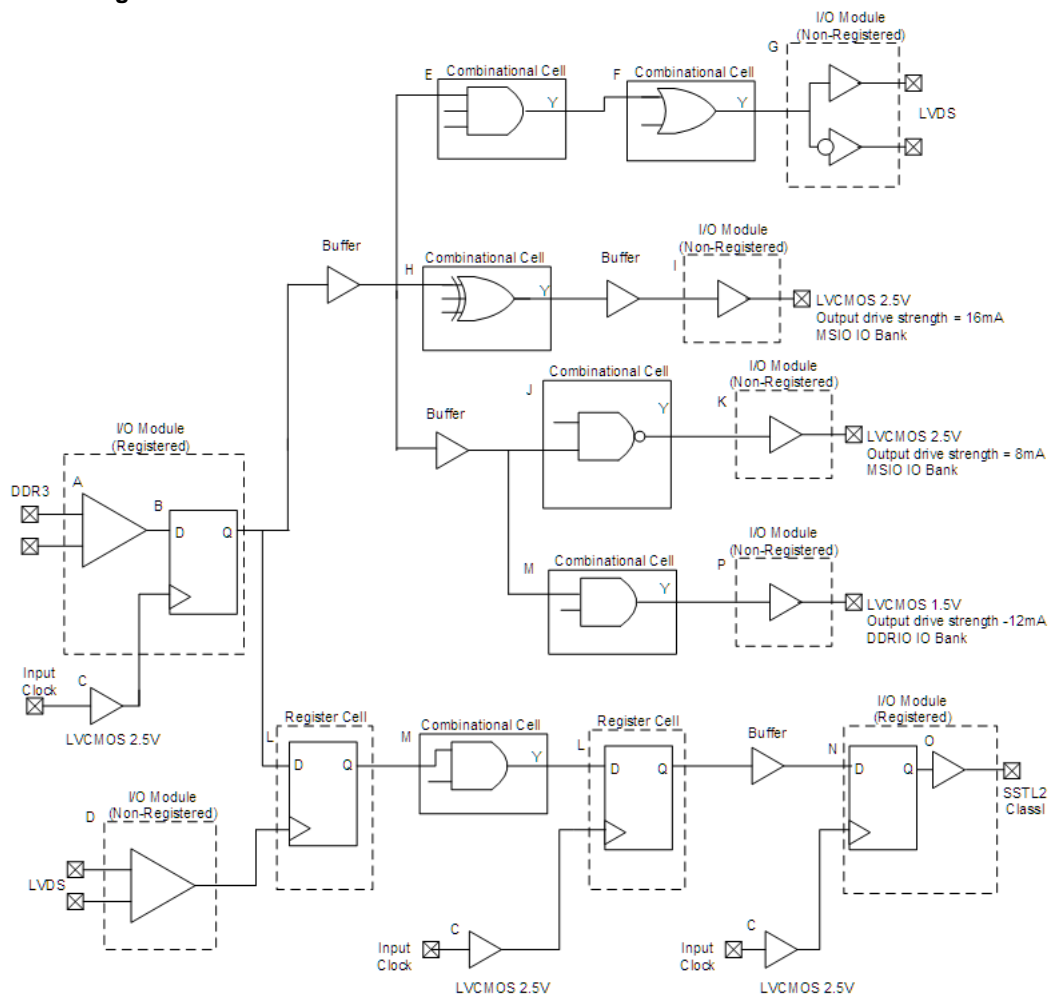 I/O Module
(Non-Registered)
G
E
Combinational Cell
Y
F
Combinational Cell
Y
LVDS
Buffer
H
Combinational Cell
Y
Buffer
I/O Module
(Non-Registered)
I
LVCMOS 2.5V
Output drive strength = 16mA
MSIO IO Bank
Buffer
Combinational Cell
J
Y
I/O Module
(Non-Registered)
K
LVCMOS 2.5V
Output drive strength = 8mA
MSIO IO Bank
I/O Module
(Registered)
DDR3
A
B
D
Q
Input
Clock
C
LVCMOS 2.5V
Combinational Cell
M
Y
I/O Module
(Non-Registered)
P
LVCMOS 1.5V
Output drive strength -12mA
DDRIO IO Bank
Register Cell
L
D
Q
Combinational Cell
M
Y
Register Cell
L
D
Q
Buffer
I/O Module
(Registered)
N
D
Q
O
SSTL2
ClassI
I/O Module
(Non-Registered)
D
LVDS
Input
Clock
C
LVCMOS 2.5V
Input
Clock
C
LVCMOS 2.5V